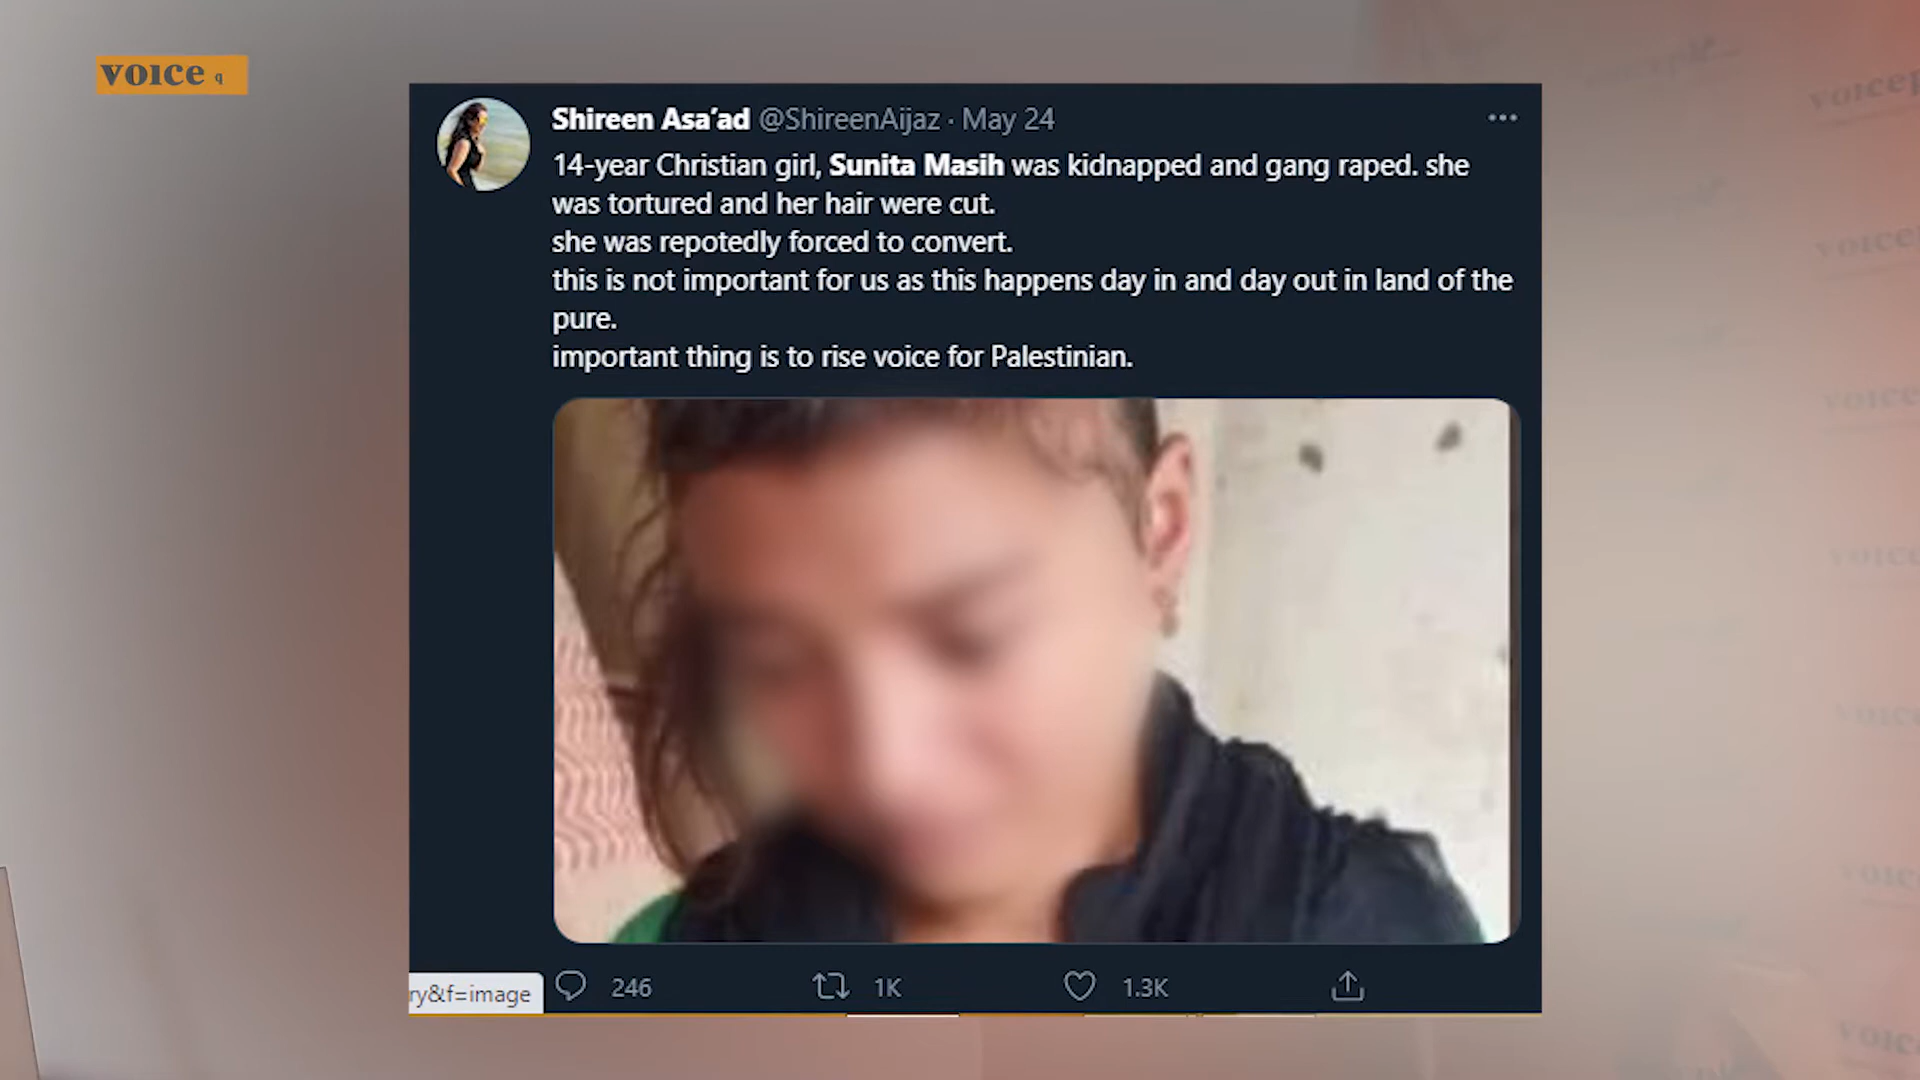 voice q
Shireen Asa'ad @ShireenAijaz · May 24
14-year Christian girl, Sunita Masih was kidnapped and gang raped. she
was tortured and her hair were cut.
she was repotedly forced to convert.
this is not important for us as this happens day in and day out in land of the
pure.
important thing is to rise voice for Palestinian.
ry&f=image
246
1K
1.3K